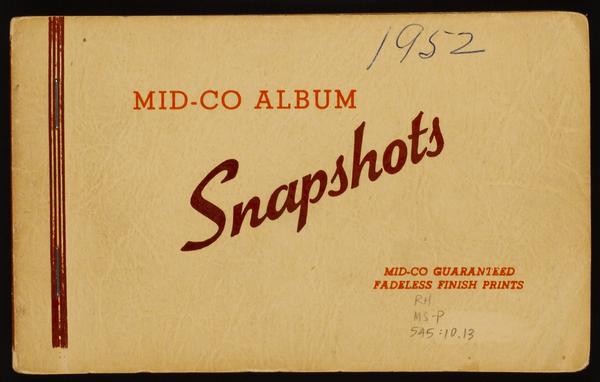 1952
MID-CO ALBUM
Snapshots
MID-CO GUARANTEED
FADELESS FINISH PRINTS
RH
MS-P
5A5:10.13